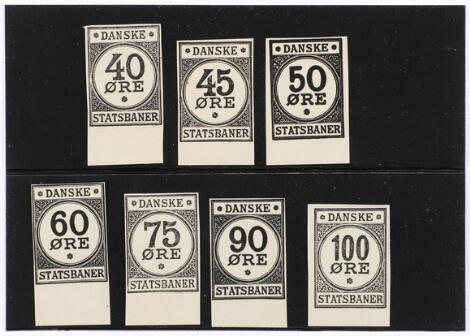 DANSKE
40
ØRE
STATSBANER
DANSKE
45
ØRE
STATSBANER
DANSKE
50
ØRE
STATSBANER
DANSKE
60
ØRE
STATSBANER
DANSKE
75
ØRE
STATSBANER
DANSKE
90
ØRE
STATSBANER
DANSKE
100
ØRE
STATSBANER